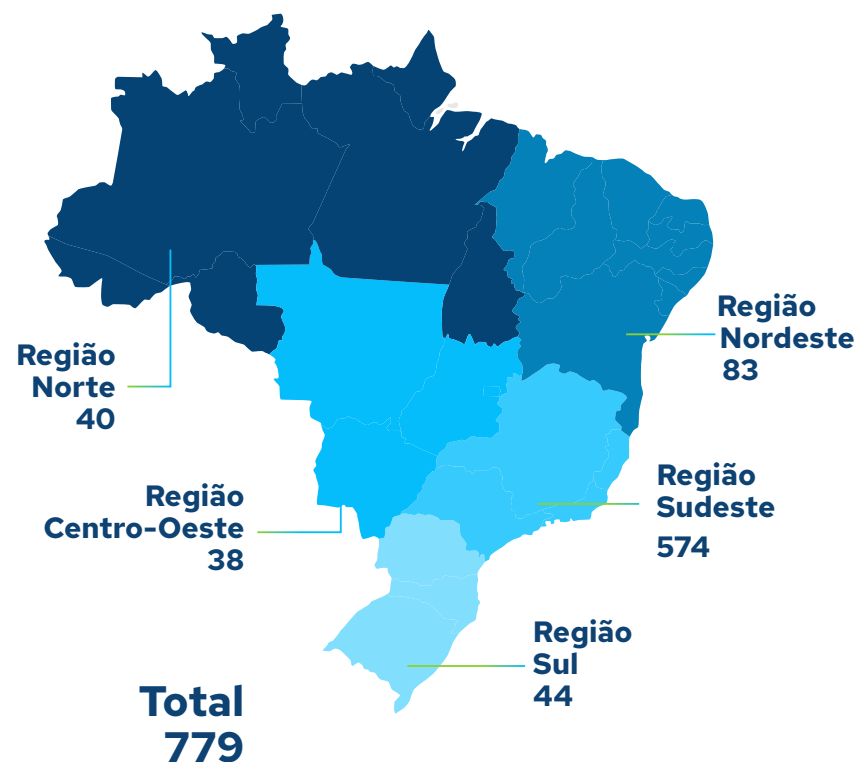 Região
Nordeste
83
Região
Norte
40
Região
Sudeste
574
Região
Centro-Oeste
38
Região
Sul
44
Total
779